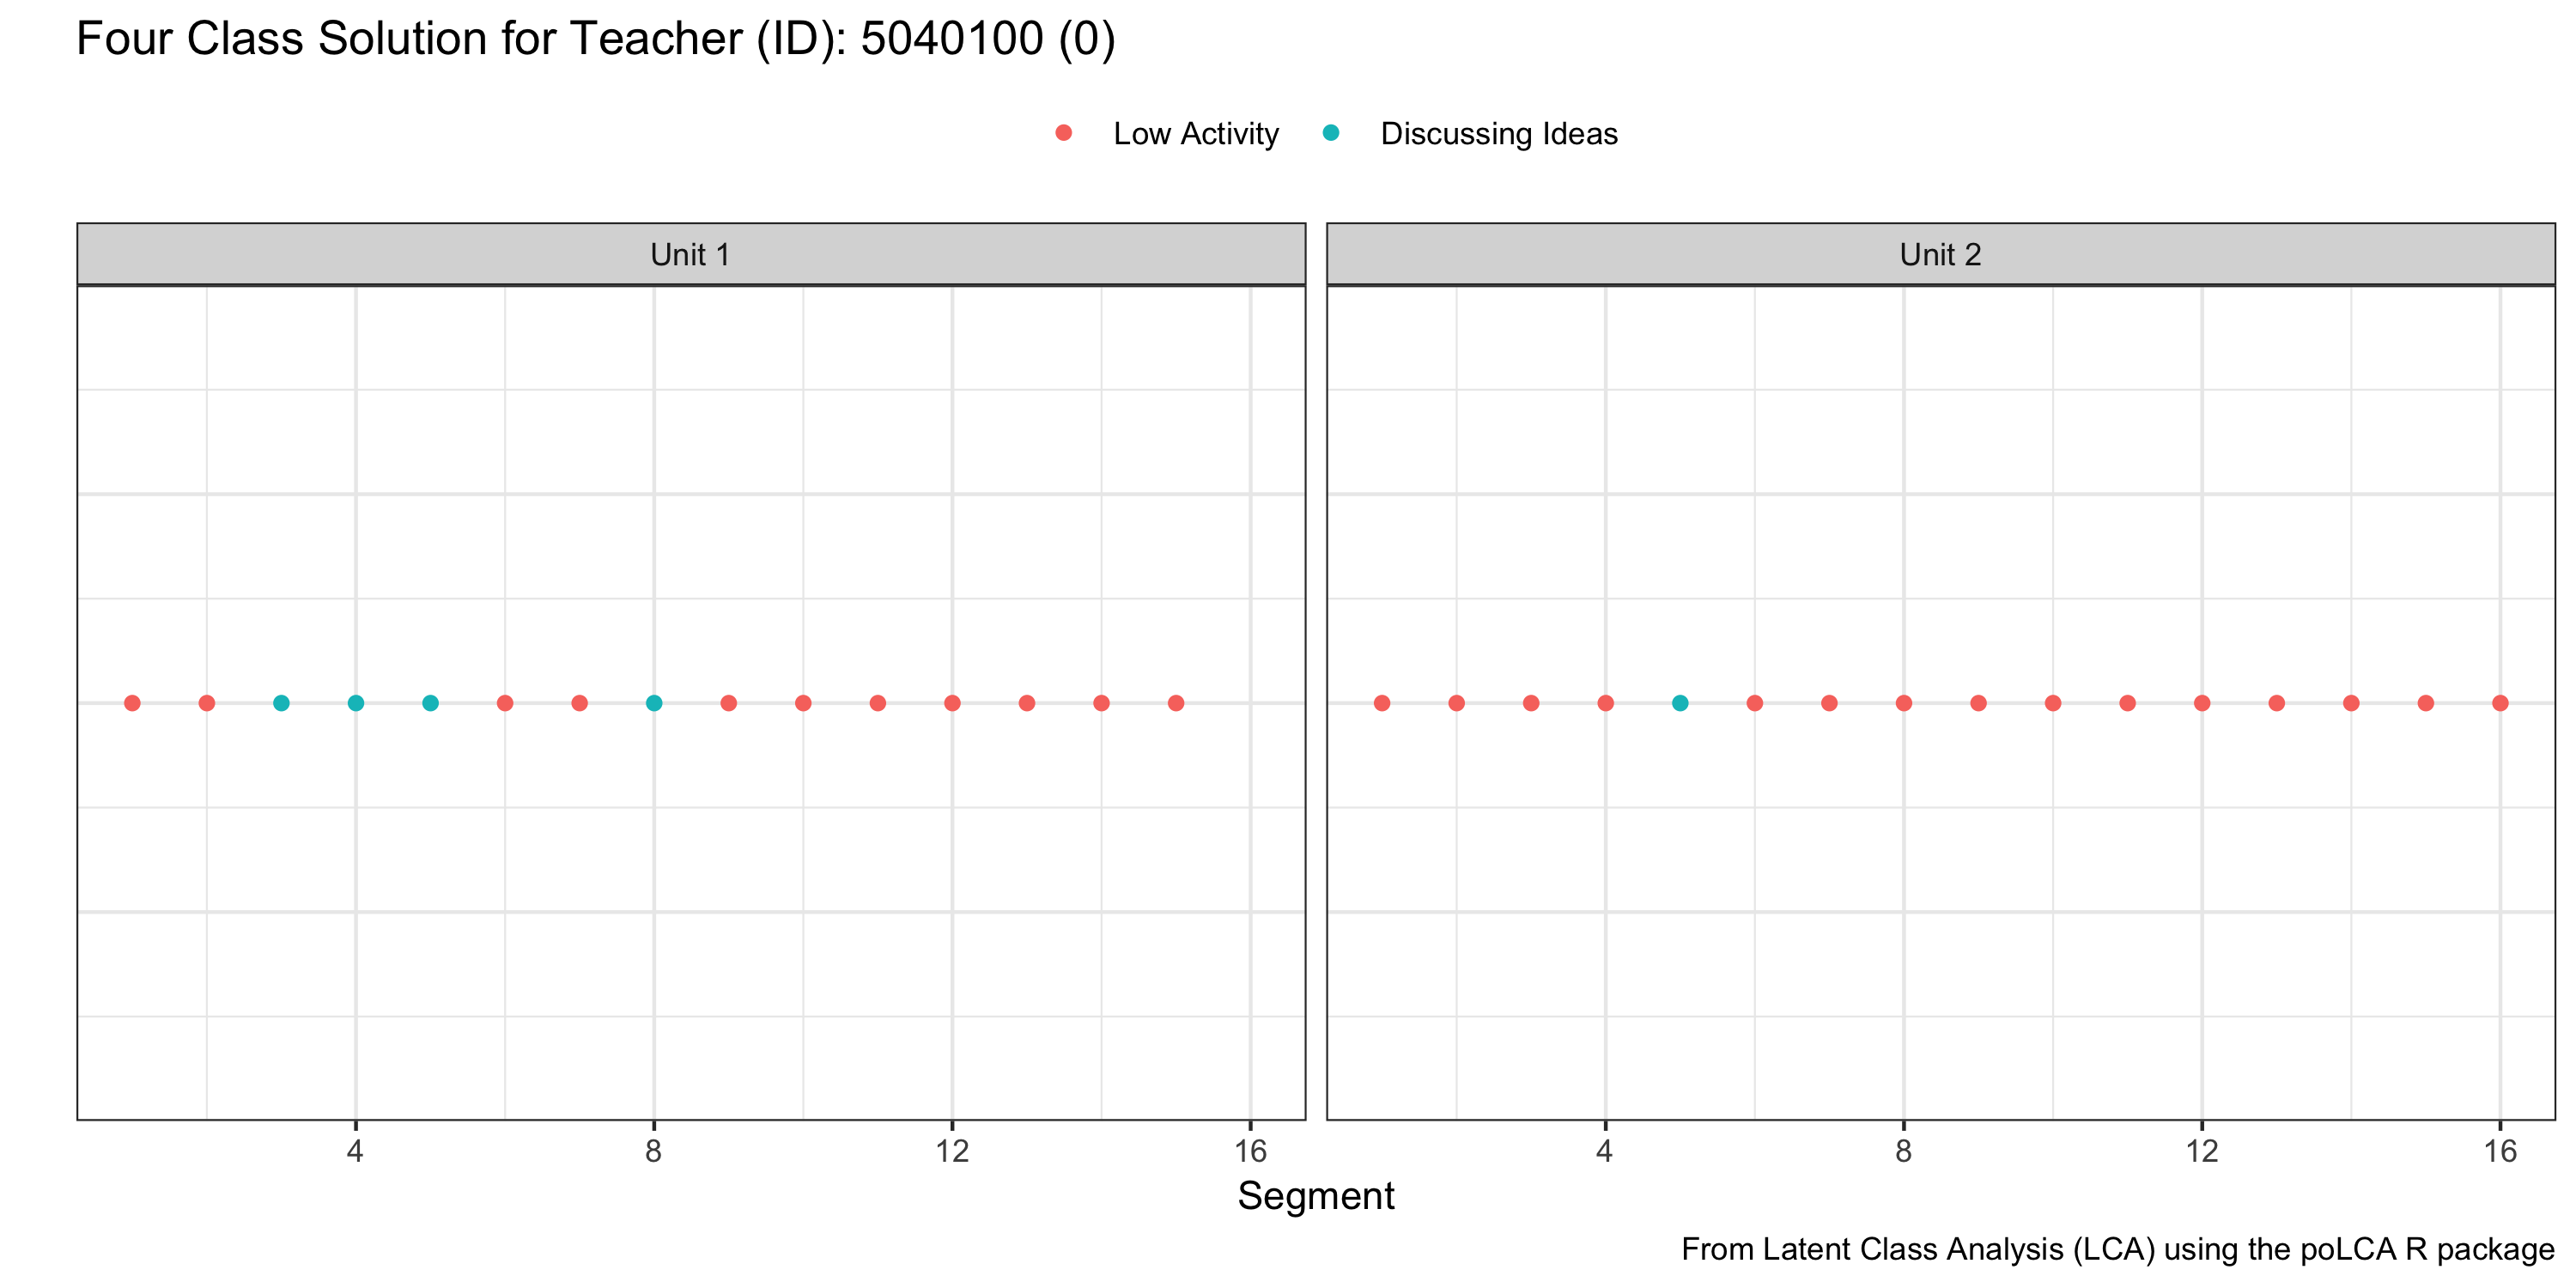 Four Class Solution for Teacher (ID): 5040100 (0)
Low Activity Discussing Ideas
Unit 1 Unit 2
4 8 12 16 4 8 12 16
Segment
From Latent Class Analysis (LCA) using the poLCA R package